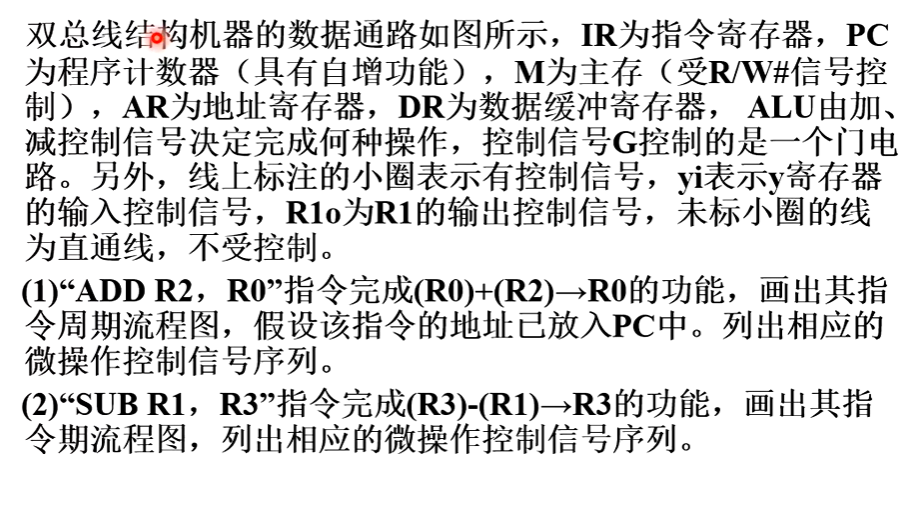 双总线结构机器的数据通路如图所示，IR为指令寄存器，PC
为程序计数器（具有自增功能），M为主存（受R/W#信号控
制），AR为地址寄存器，DR为数据缓冲寄存器， ALU由加、
减控制信号决定完成何种操作，控制信号G控制的是一个门电
路。另外，线上标注的小圈表示有控制信号，yi表示y寄存器
的输入控制信号，R1o为R1的输出控制信号，未标小圈的线
为直通线，不受控制。
(1)“ADD R2，R0”指令完成(R0)+(R2)→R0的功能，画出其指
令周期流程图，假设该指令的地址已放入PC中。列出相应的
微操作控制信号序列。
(2)“SUB R1，R3”指令完成(R3)-(R1)→R3的功能，画出其指
令期流程图，列出相应的微操作控制信号序列。